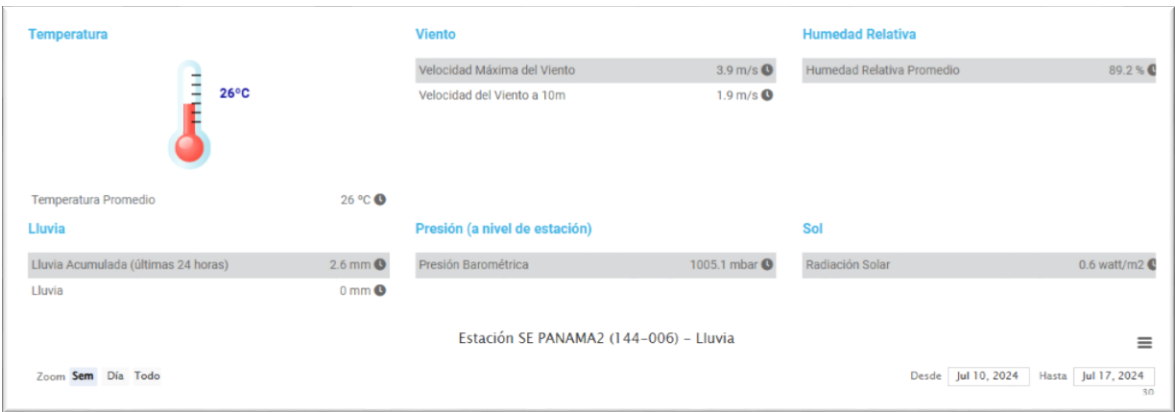 Temperatura
26ºC
Temperatura Promedio 26 ºC
Viento
Velocidad Máxima del Viento 3.9 m/s
Velocidad del Viento a 10m 1.9 m/s
Humedad Relativa
Humedad Relativa Promedio 89.2 %
Lluvia
Lluvia Acumulada (últimas 24 horas) 2.6 mm
Lluvia 0 mm
Presión (a nivel de estación)
Presión Barométrica 1005.1 mbar
Sol
Radiación Solar 0.6 watt/m2
Estación SE PANAMA2 (144-006) – Lluvia
Zoom Sem Día Todo Desde Jul 10, 2024 Hasta Jul 17, 2024
30